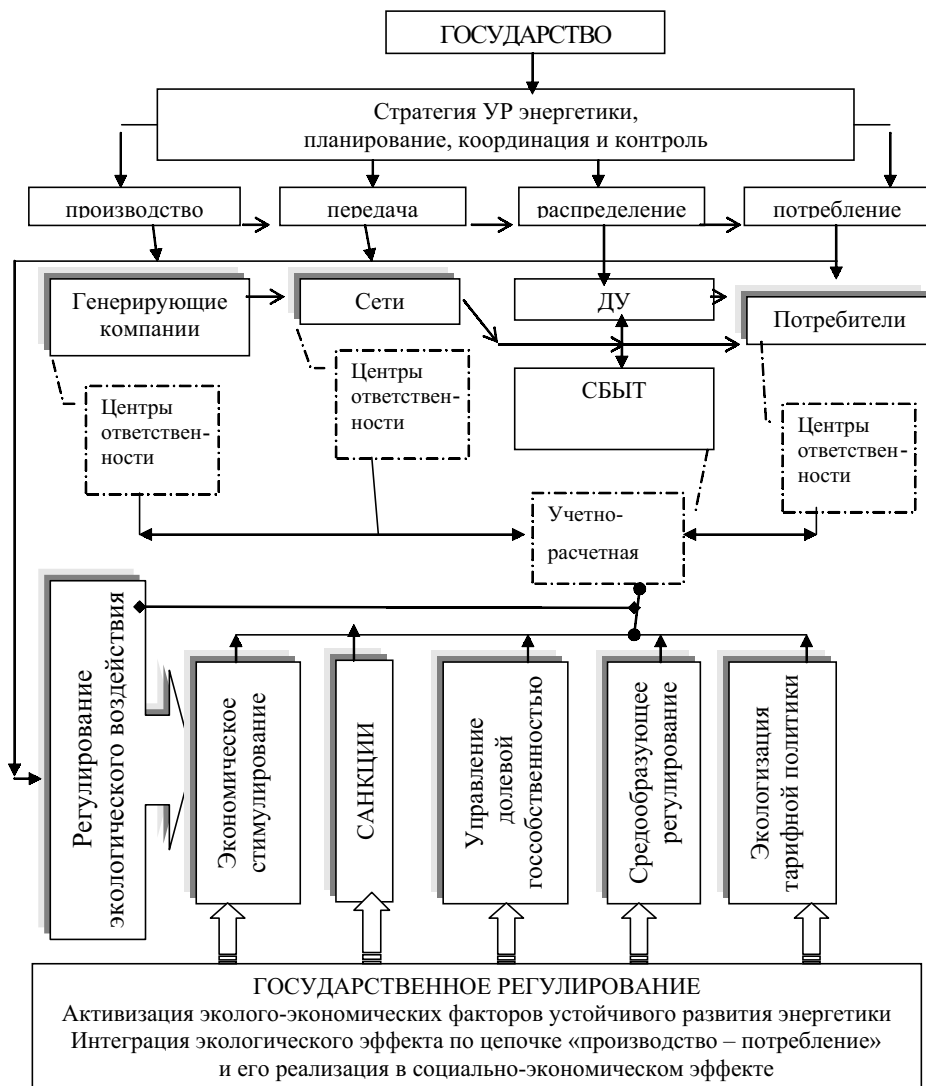 ГОСУДАРСТВО
Стратегия УР энергетики,
планирование, координация и контроль
производство
передача
распределение
потребление
Генерирующие
компании
Сети
ДУ
Потребители
СБЫТ
Центры
ответствен-
ности
Центры
ответствен-
ности
Центры
ответствен-
ности
Учетно-
расчетная
Регулирование
экологического воздействия
Экономическое
стимулирование
САНКЦИИ
Управление
долевой
госсобственностью
Средообразующее
регулирование
Экологизация
тарифной политики
ГОСУДАРСТВЕННОЕ РЕГУЛИРОВАНИЕ
Активизация эколого-экономических факторов устойчивого развития энергетики
Интеграция экологического эффекта по цепочке «производство – потребление»
и его реализация в социально-экономическом эффекте